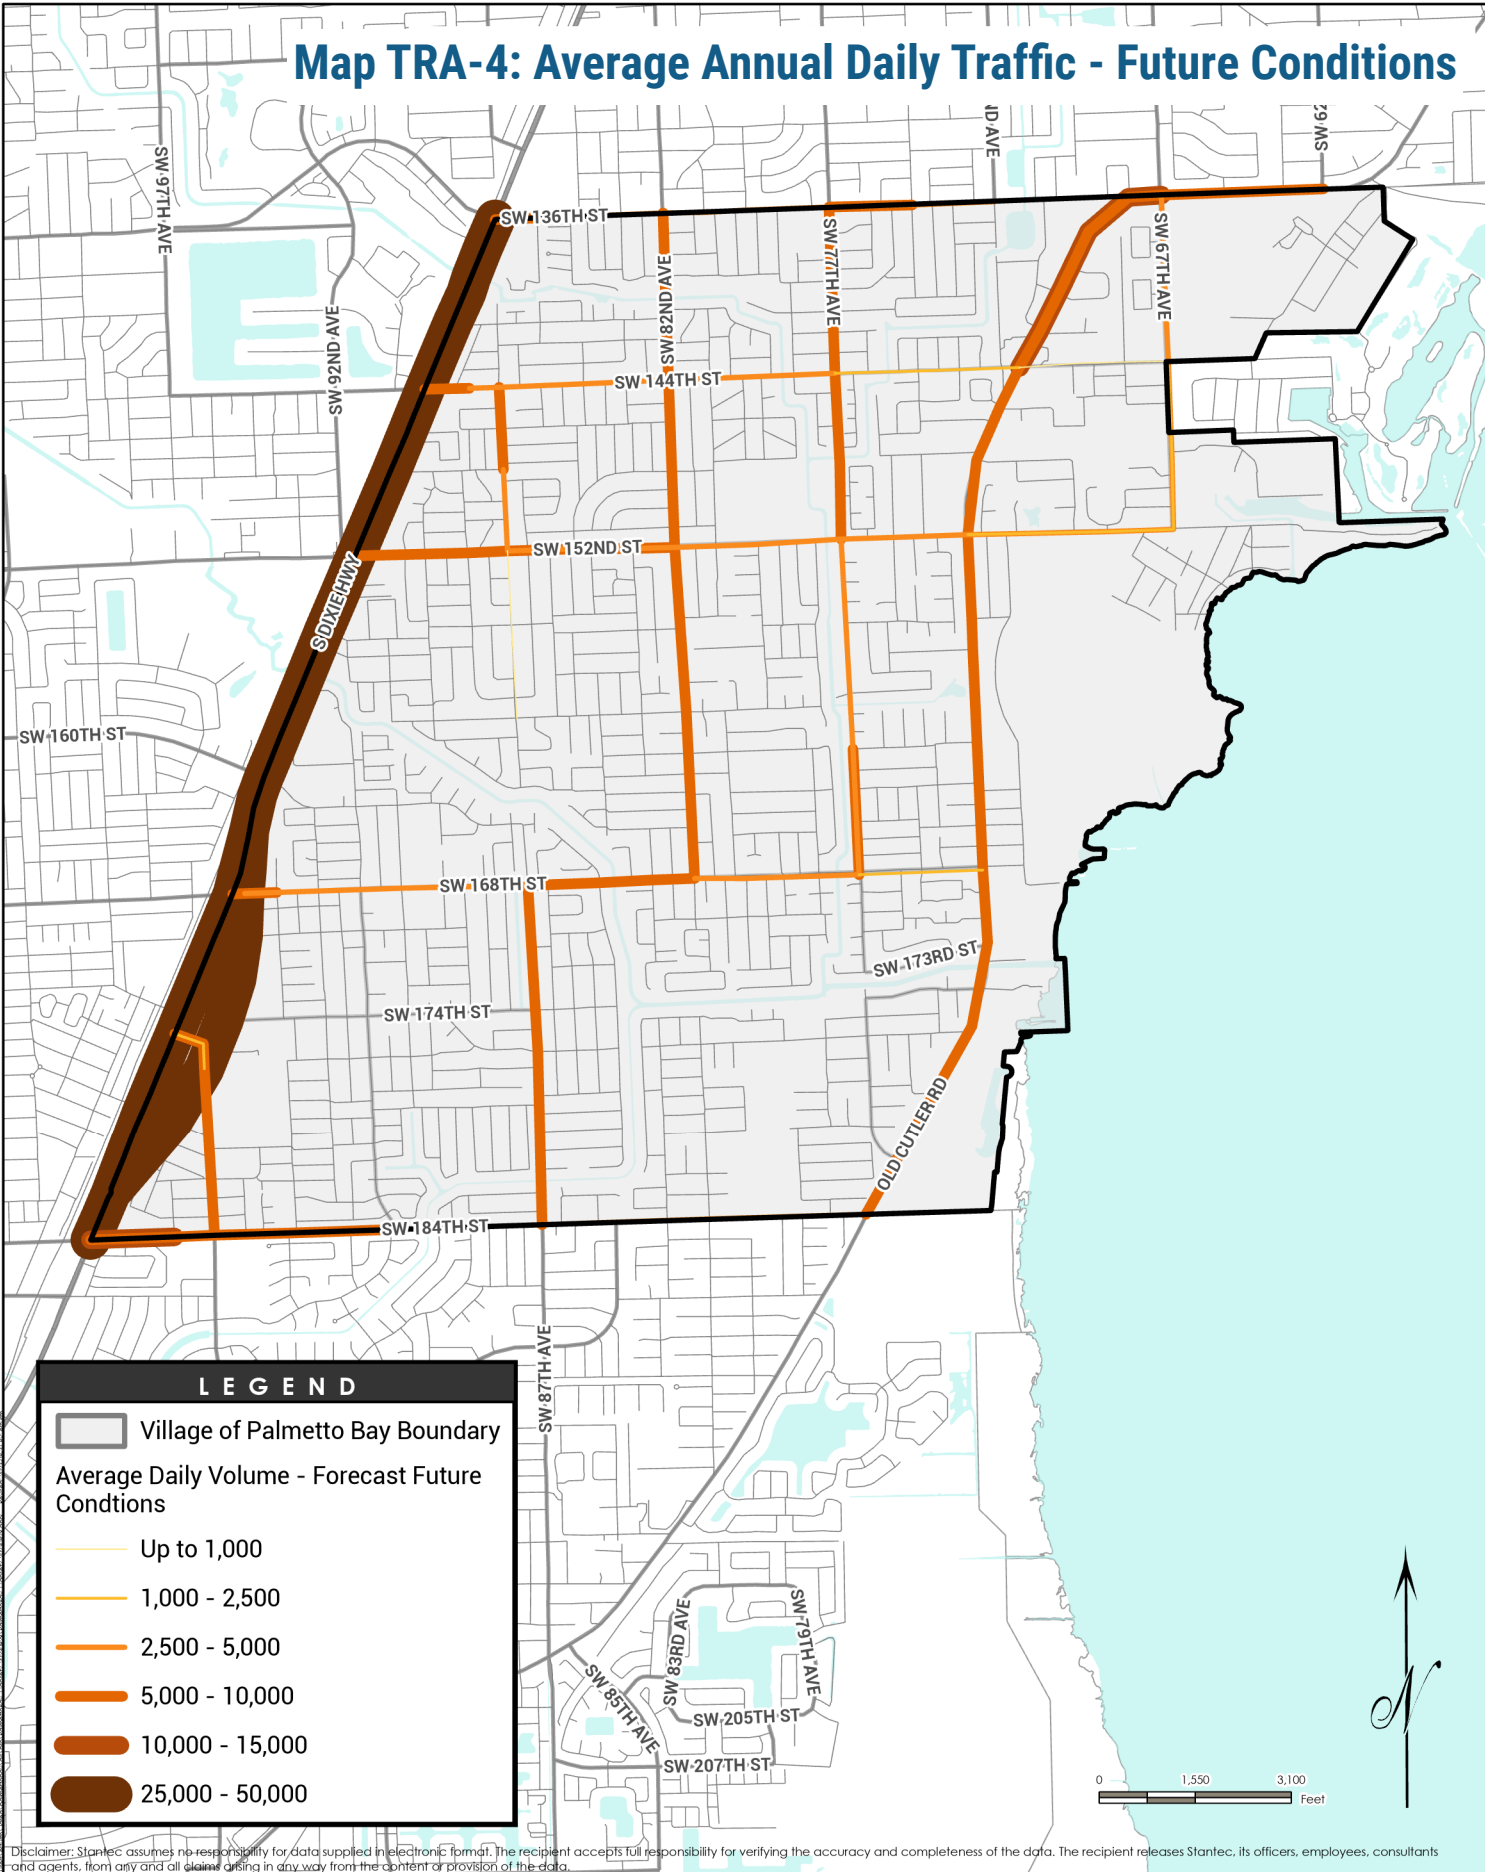 Map TRA-4: Average Annual Daily Traffic - Future Conditions
SW 97TH AVE
ND AVE
SW 9
SW 136TH ST
SW 77TH AVE
SW 67TH AVE
SW 82ND AVE
SW 92ND AVE
SW 144TH ST
SW 152ND ST
S DIXIE HWY
SW 160TH ST
SW 168TH ST
SW 173RD ST
SW 174TH ST
OLD CUTLER RD
SW 184TH ST
SW 87TH AVE
LEGEND
Village of Palmetto Bay Boundary
Average Daily Volume - Forecast Future
Condtions
Up to 1,000
1,000 - 2,500
2,500 - 5,000
5,000 - 10,000
10,000 - 15,000
25,000 - 50,000
SW 83RD AVE
SW 79TH AVE
SW 85TH AVE
SW 205TH ST
SW 207TH ST
N
0 1,550 3,100
Feet
Disclaimer: Stantec assumes no responsibility for data supplied in electronic format. The recipient accepts full responsibility for verifying the accuracy and completeness of the data. The recipient releases Stantec, its officers, employees, consultants
and agents, from any and all claims arising in any way from the content or provision of the data.